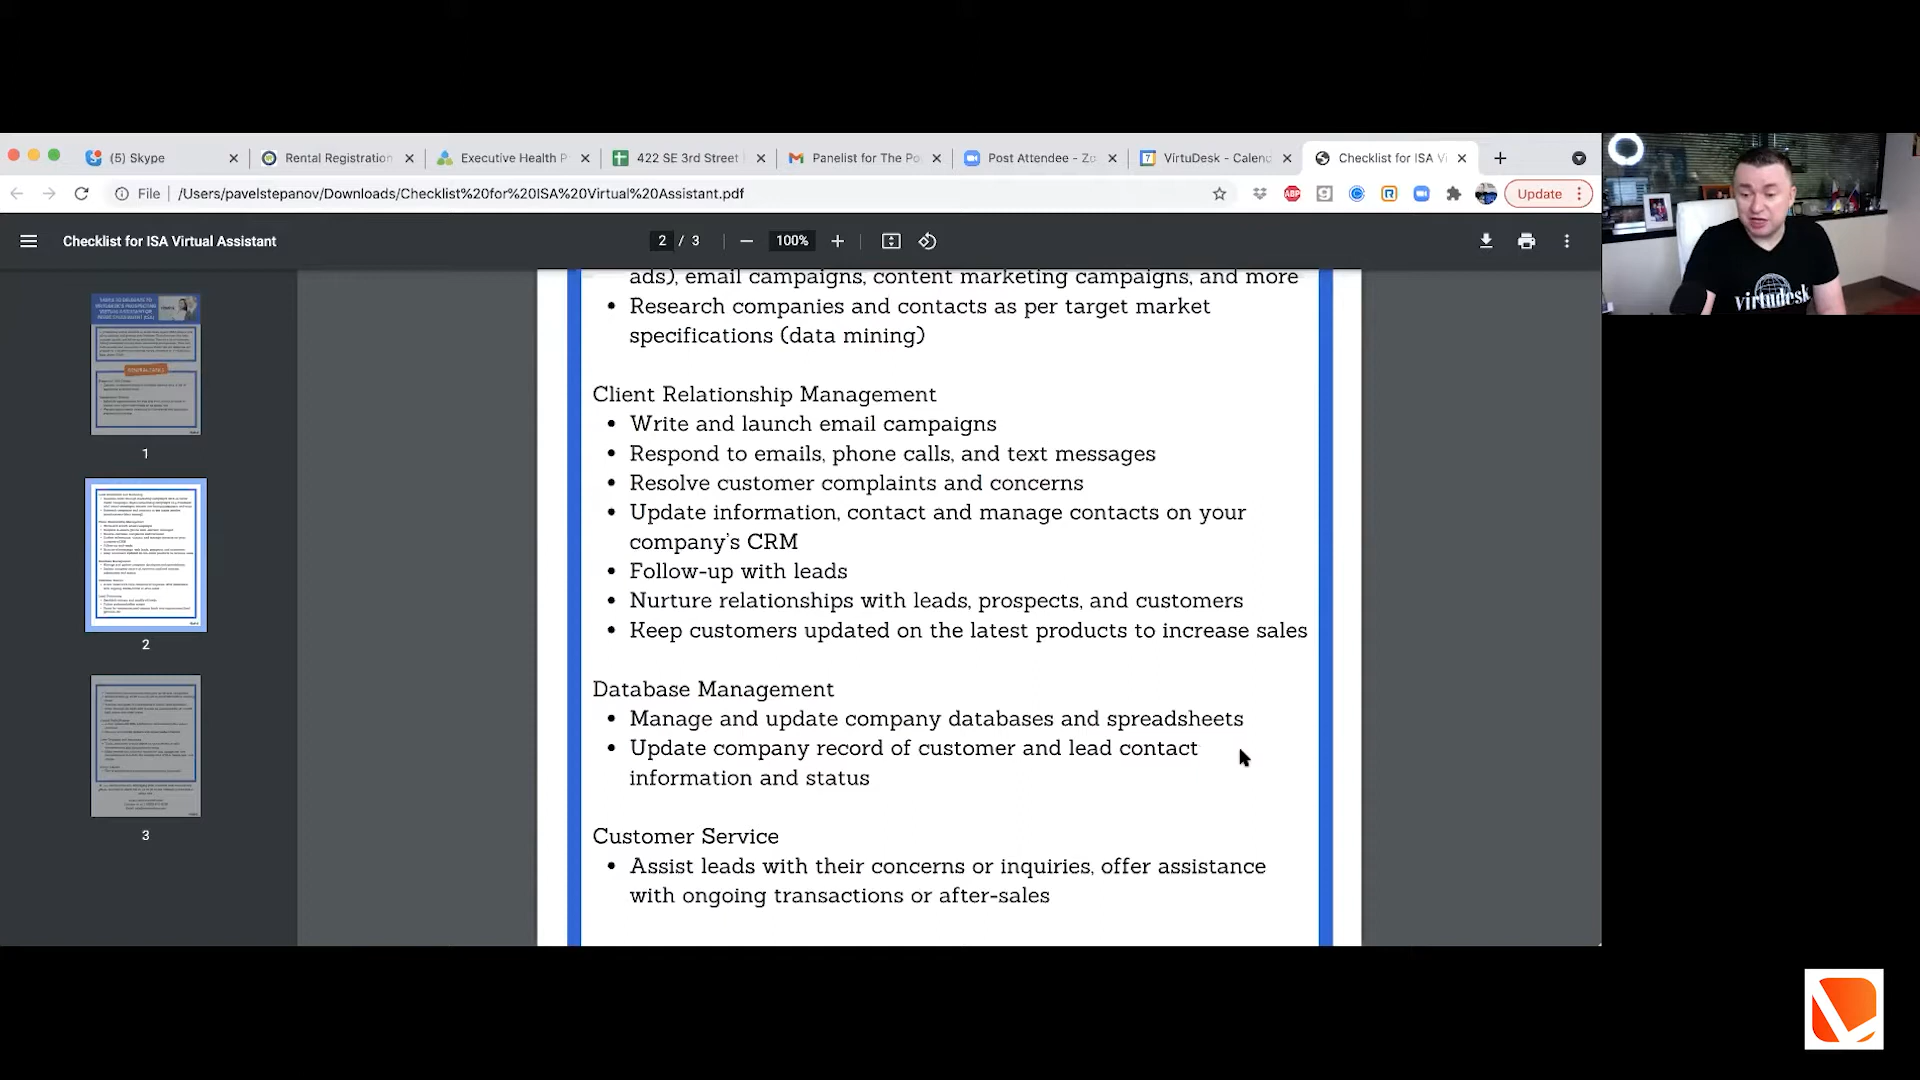 (5) Skype
Rental Registration
Executive Health P
422 SE 3rd Street
Panelist for The Po
Post Attendee - Zo
7
VirtuDesk - Calend
Checklist for ISA Vi
File
/Users/pavelstepanov/Downloads/Checklist%20for%20ISA%20Virtual%20Assistant.pdf
ABP
Update
Checklist for ISA Virtual Assistant
2 / 3
100%
ads), email campaigns, content marketing campaigns, and more
• Research companies and contacts as per target market
specifications (data mining)
Client Relationship Management
• Write and launch email campaigns
• Respond to emails, phone calls, and text messages
• Resolve customer complaints and concerns
• Update information, contact and manage contacts on your
company's CRM
• Follow-up with leads
• Nurture relationships with leads, prospects, and customers
• Keep customers updated on the latest products to increase sales
Database Management
• Manage and update company databases and spreadsheets
• Update company record of customer and lead contact
information and status
Customer Service
• Assist leads with their concerns or inquiries, offer assistance
with ongoing transactions or after-sales
1
2
3
virtudesk